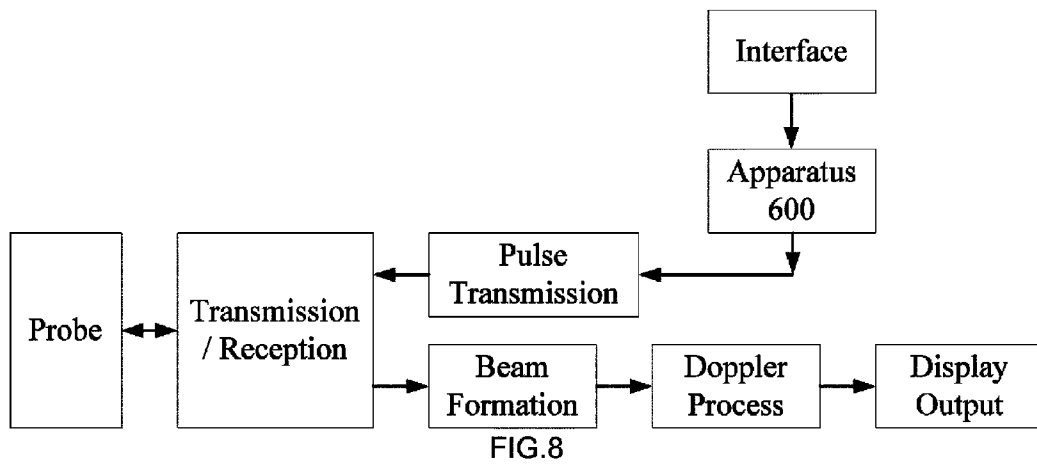 Interface
Apparatus
600
Pulse
Transmission
Probe
Transmission
/ Reception
Beam
Formation
Doppler
Process
Display
Output
FIG.8